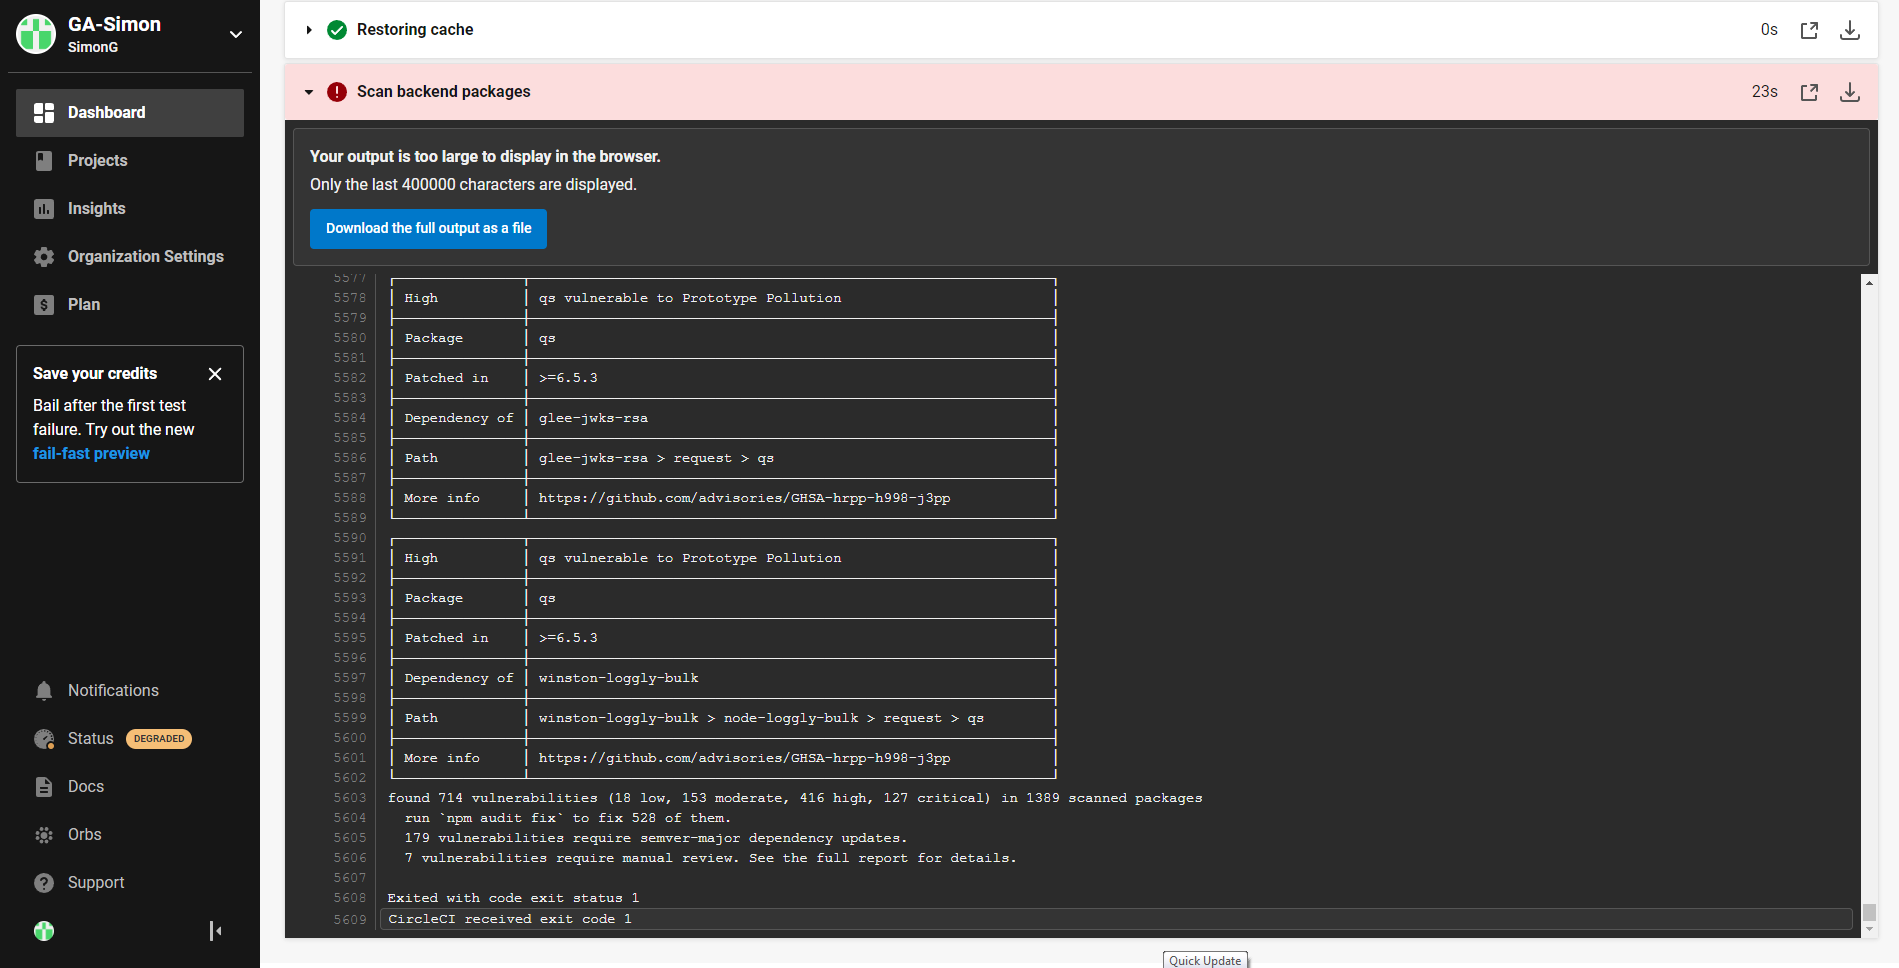 GA-Simon
SimonG
Dashboard
Projects
Insights
Organization Settings
Plan
Save your credits
Bail after the first test
failure. Try out the new
fail-fast preview
Notifications
Status DEGRADED
Docs
Orbs
Support
Restoring cache 0s
Scan backend packages 23s
Your output is too large to display in the browser.
Only the last 400000 characters are displayed.
Download the full output as a file
5577
5578 High qs vulnerable to Prototype Pollution
5579
5580 Package qs
5581
5582 Patched in >=6.5.3
5583
5584 Dependency of glee-jwks-rsa
5585
5586 Path glee-jwks-rsa > request > qs
5587
5588 More info https://github.com/advisories/GHSA-hrpp-h998-j3pp
5589
5590
5591 High qs vulnerable to Prototype Pollution
5592
5593 Package qs
5594
5595 Patched in >=6.5.3
5596
5597 Dependency of winston-loggly-bulk
5598
5599 Path winston-loggly-bulk > node-loggly-bulk > request > qs
5600
5601 More info https://github.com/advisories/GHSA-hrpp-h998-j3pp
5602
5603 found 714 vulnerabilities (18 low, 153 moderate, 416 high, 127 critical) in 1389 scanned packages
5604 run `npm audit fix` to fix 528 of them.
5605 179 vulnerabilities require semver-major dependency updates.
5606 7 vulnerabilities require manual review. See the full report for details.
5607
5608 Exited with code exit status 1
5609 CircleCI received exit code 1
Quick Update